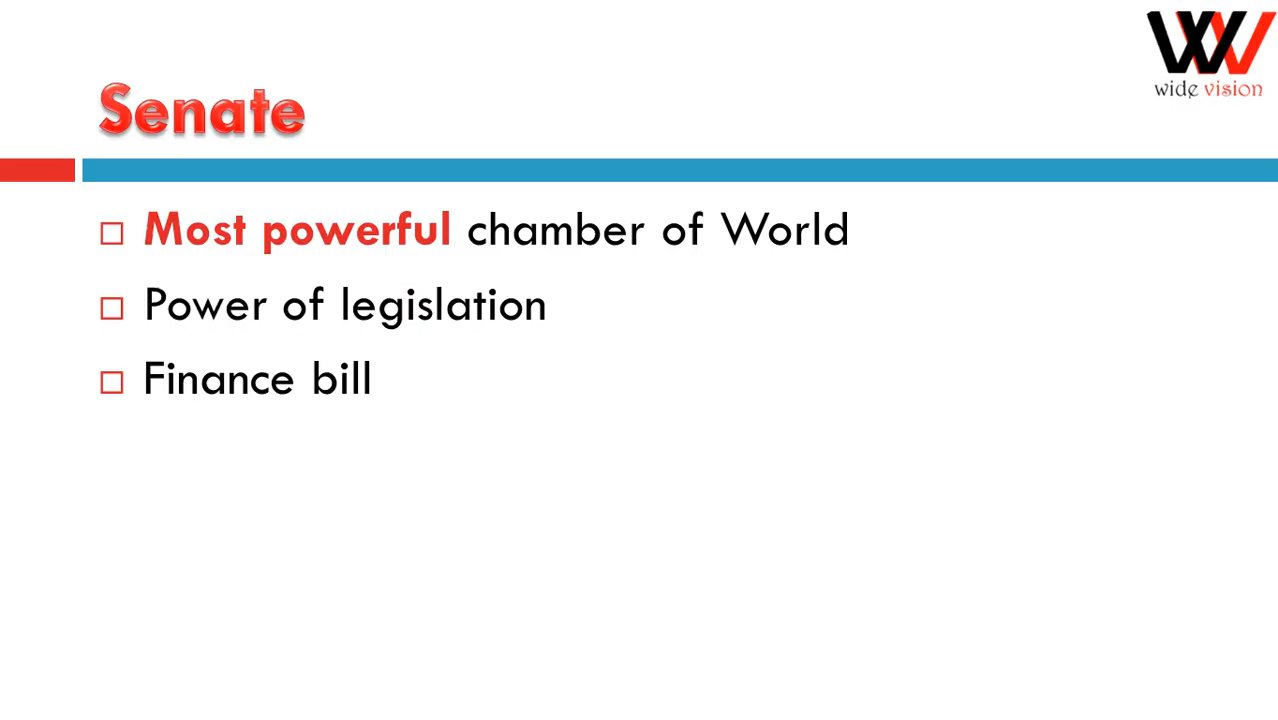 wide vision
Senate
Most powerful chamber of World
Power of legislation
Finance bill